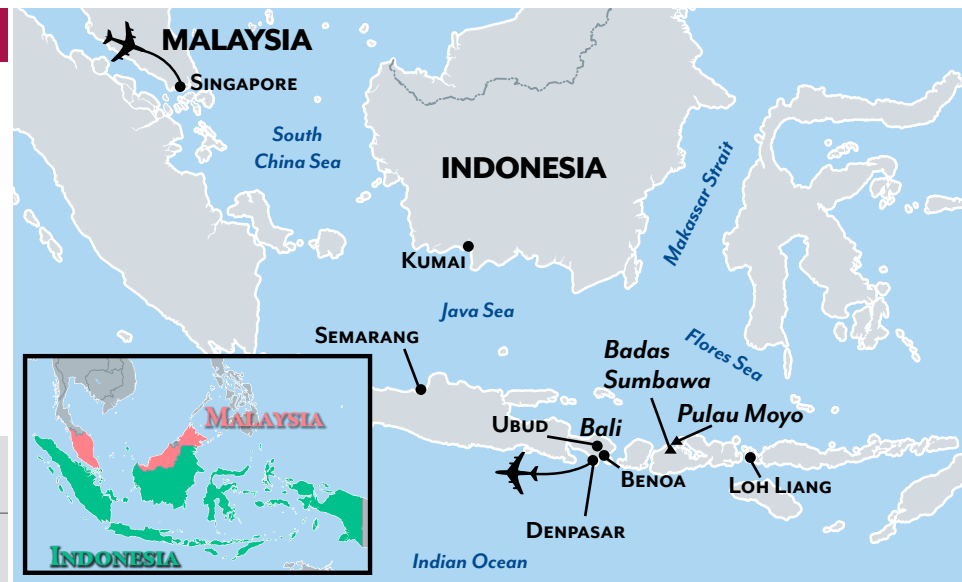 MALAYSIA
SINGAPORE
South
China Sea
INDONESIA
Makassar Strait
KUMAI
Java Sea
SEMARANG
Flores Sea
Badas
Sumbawa
Pulau Moyo
UBUD
Bali
BENOA
LOH LIANG
DENPASAR
Indian Ocean
MALAYSIA
INDONESIA